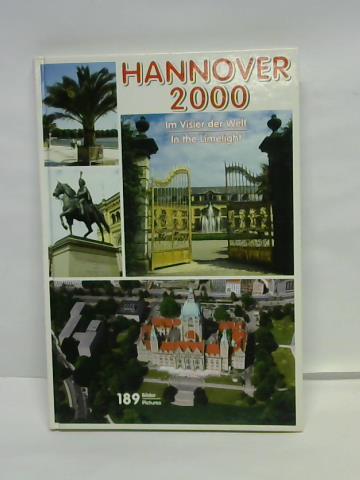 HANNOVER
2000
Im Visier der Welt
In the Limelight
189 Bilder
Pictures